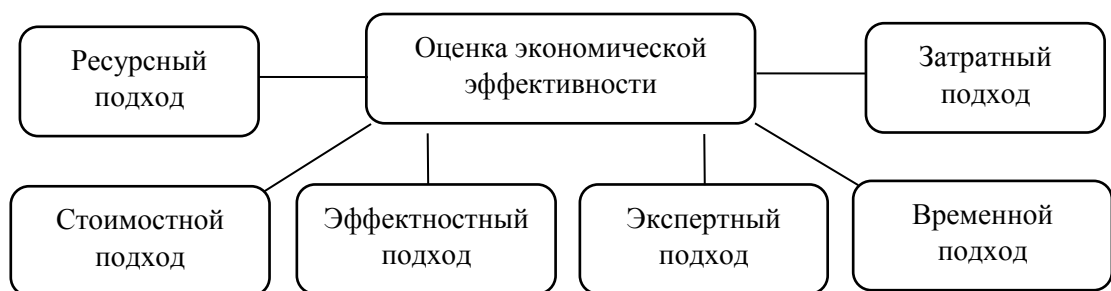 Ресурсный
подход
Оценка экономической
эффективности
Затратный
подход
Стоимостной
подход
Эффектностный
подход
Экспертный
подход
Временной
подход